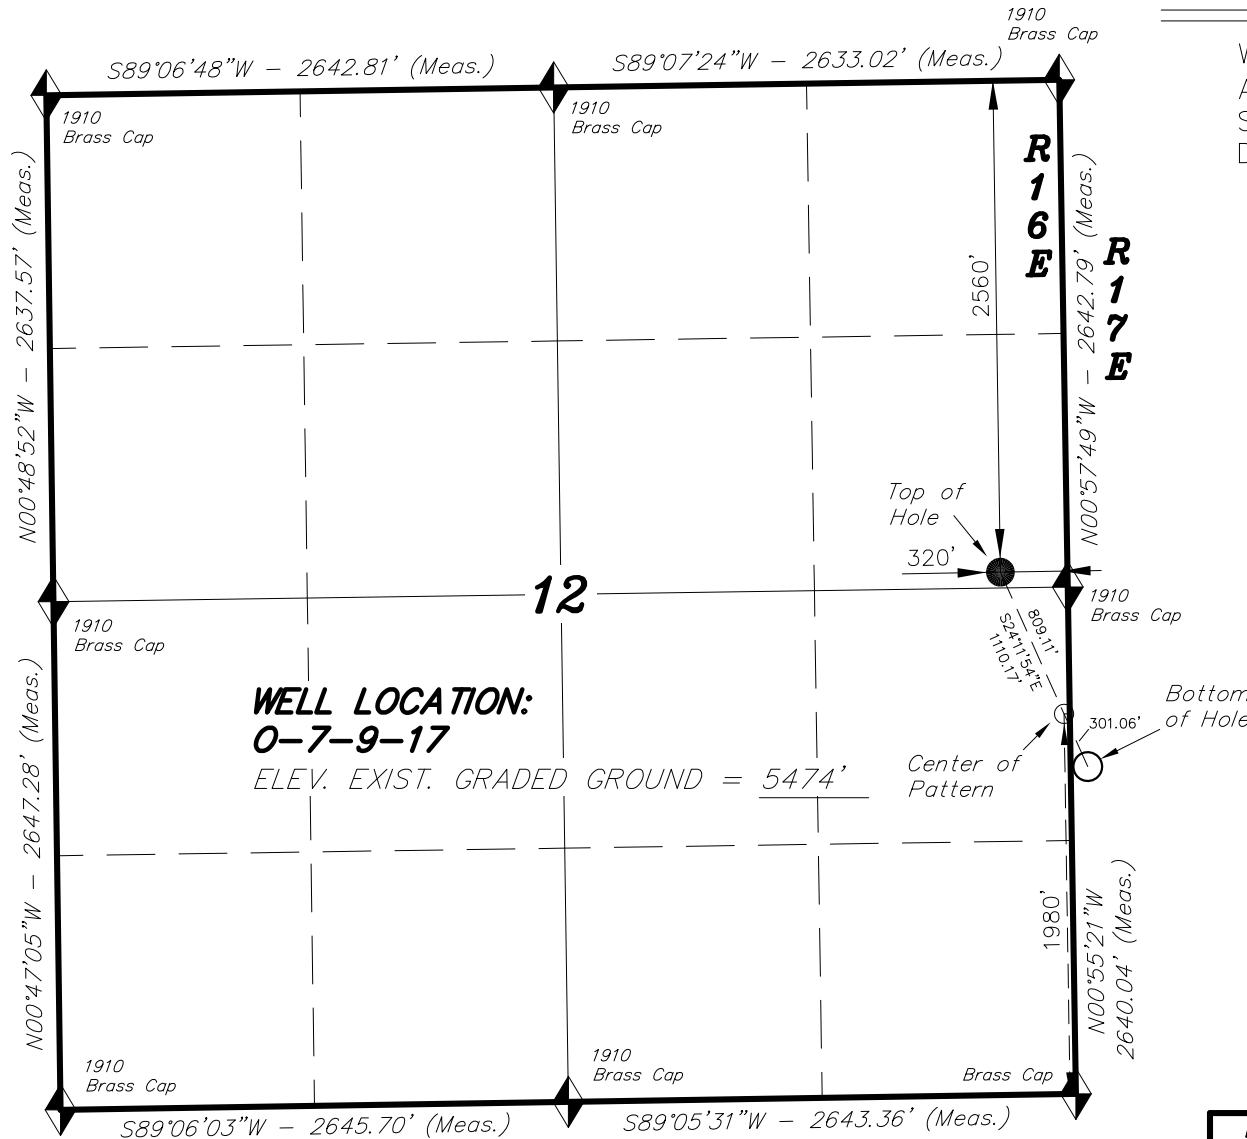 1910
Brass Cap
S89°06'48"W - 2642.81' (Meas.)
S89°07'24"W - 2633.02' (Meas.)
1910
Brass Cap
1910
Brass Cap
R16E
R17E
N00°48'52"W - 2637.57' (Meas.)
2560'
N00°57'49"W - 2642.79' (Meas.)
Top of
Hole
320'
12
1910
Brass Cap
1910
Brass Cap
809.11'
S24°11'54"E
1110.17'
WELL LOCATION:
O-7-9-17
ELEV. EXIST. GRADED GROUND = 5474'
Center of
Pattern
301.06'
Bottom
of Hole
N00°47'05"W - 2647.28' (Meas.)
1980'
N00°55'21"W
2640.04' (Meas.)
1910
Brass Cap
1910
Brass Cap
Brass Cap
S89°06'03"W - 2645.70' (Meas.)
S89°05'31"W - 2643.36' (Meas.)